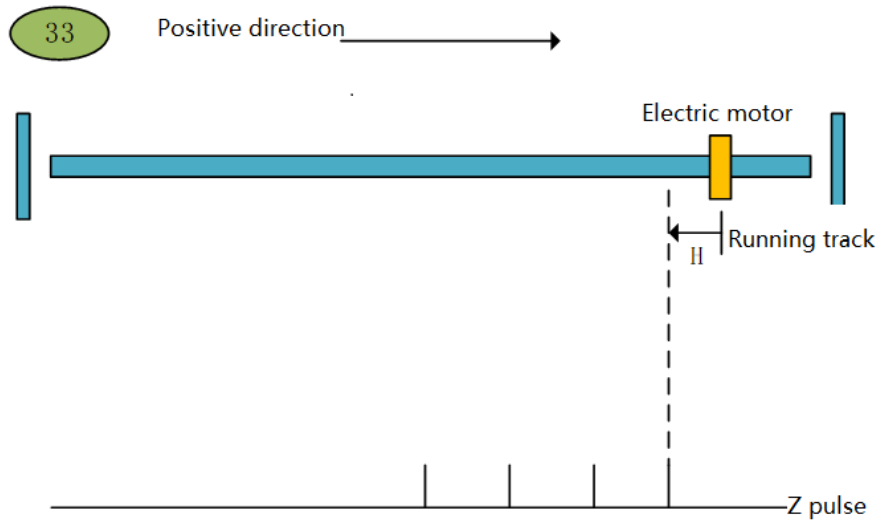 33
Positive direction
Electric motor
Running track
H
Z pulse